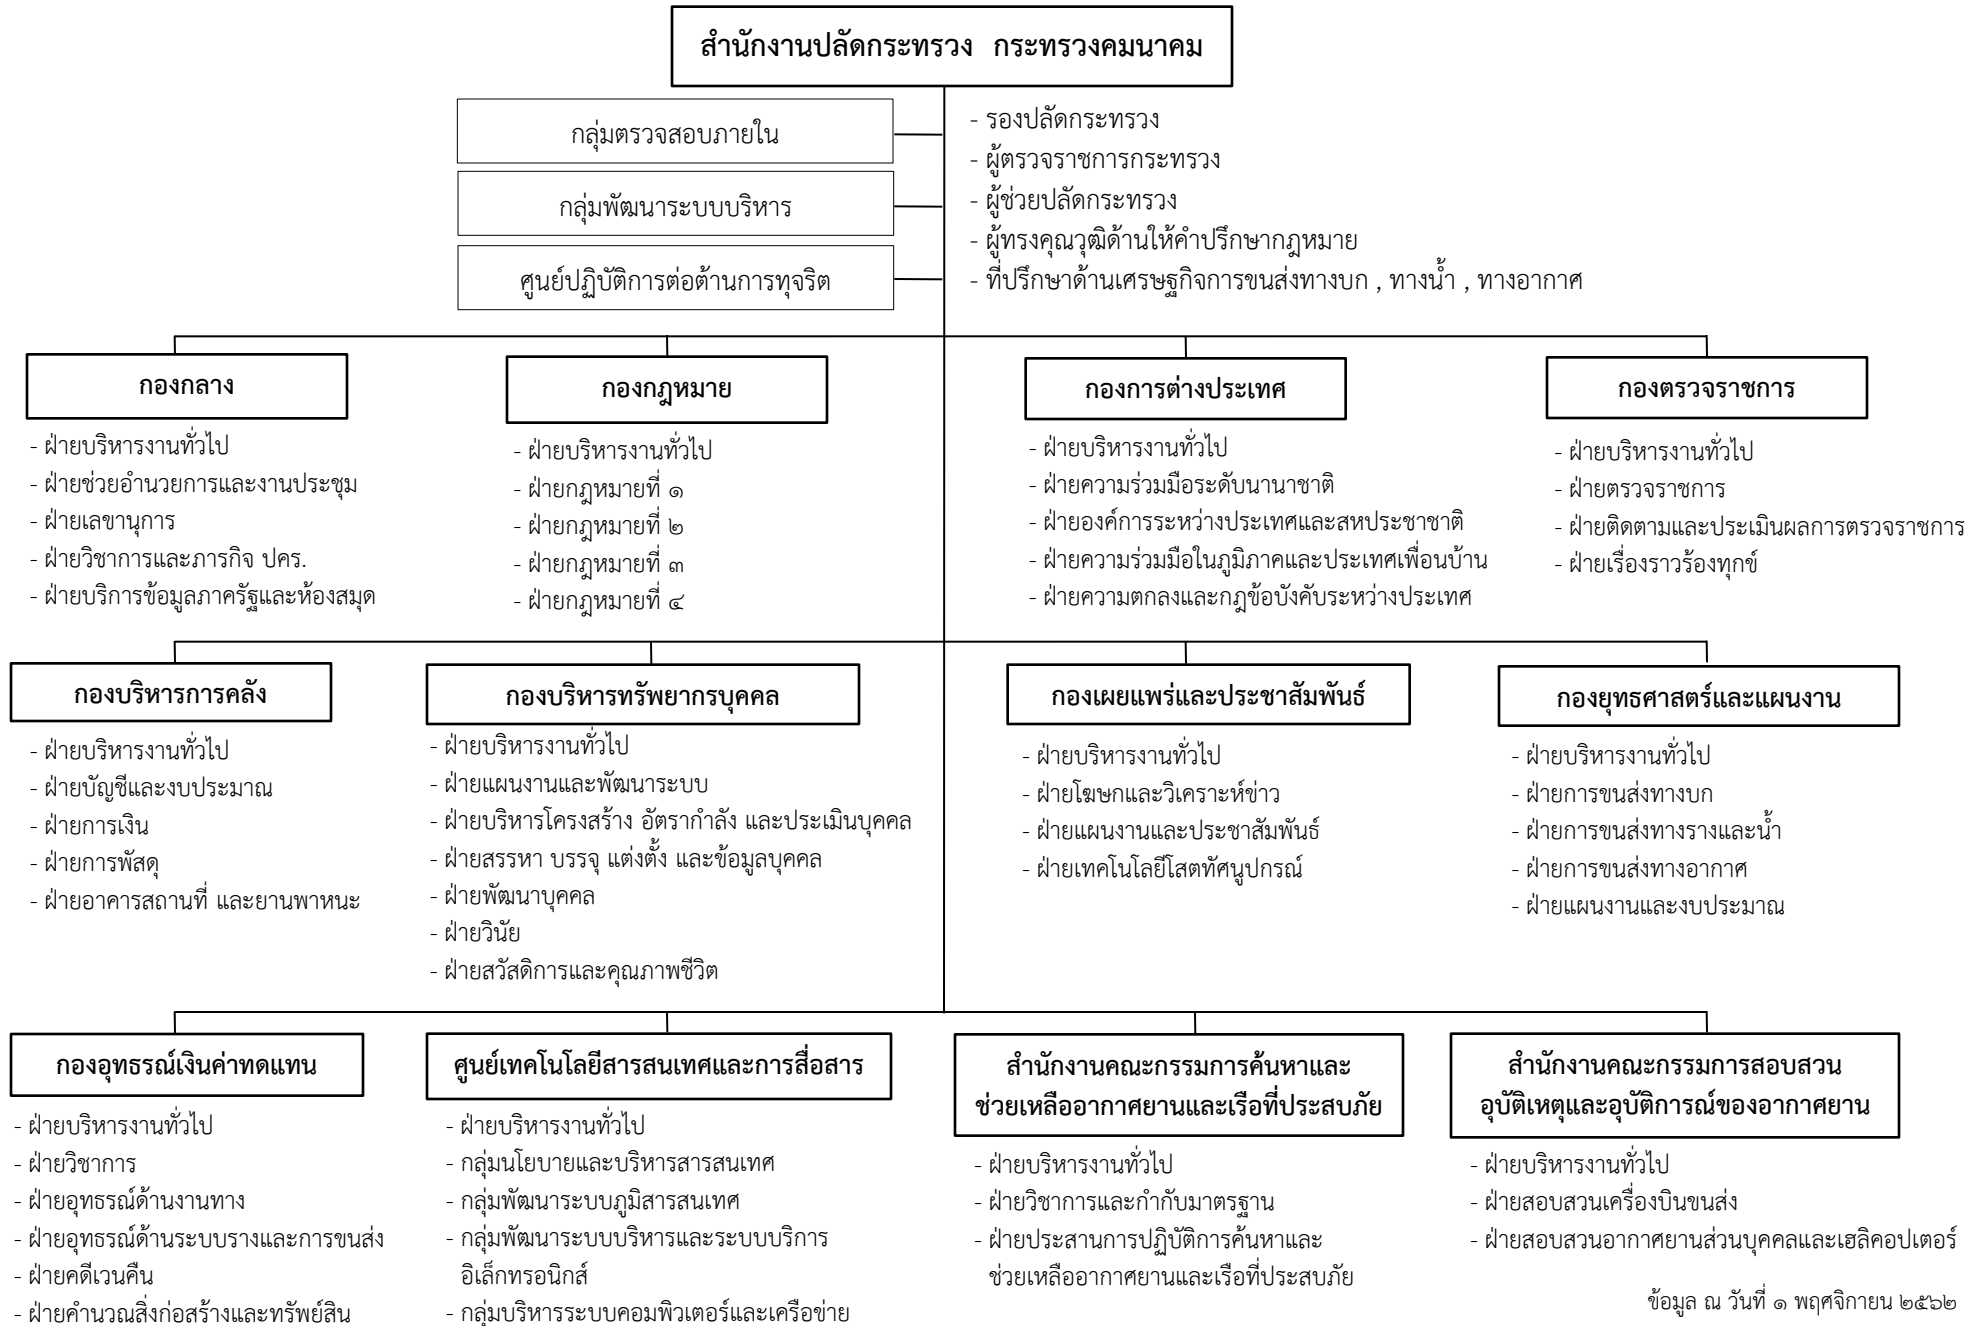 สำนักงานปลัดกระทรวง กระทรวงคมนาคม
กลุ่มตรวจสอบภายใน
กลุ่มพัฒนาระบบบริหาร
ศูนย์ปฏิบัติการต่อต้านการทุจริต
- รองปลัดกระทรวง
- ผู้ตรวจราชการกระทรวง
- ผู้ช่วยปลัดกระทรวง
- ผู้ทรงคุณวุฒิด้านให้คำปรึกษากฎหมาย
- ที่ปรึกษาด้านเศรษฐกิจการขนส่งทางบก , ทางน้ำ , ทางอากาศ
กองกลาง
- ฝ่ายบริหารงานทั่วไป
- ฝ่ายช่วยอำนวยการและงานประชุม
- ฝ่ายเลขานุการ
- ฝ่ายวิชาการและภารกิจ ปคร.
- ฝ่ายบริการข้อมูลภาครัฐและห้องสมุด
กองกฎหมาย
- ฝ่ายบริหารงานทั่วไป
- ฝ่ายกฎหมายที่ ๑
- ฝ่ายกฎหมายที่ ๒
- ฝ่ายกฎหมายที่ ๓
- ฝ่ายกฎหมายที่ ๔
กองการต่างประเทศ
- ฝ่ายบริหารงานทั่วไป
- ฝ่ายความร่วมมือระดับนานาชาติ
- ฝ่ายองค์การระหว่างประเทศและสหประชาชาติ
- ฝ่ายความร่วมมือในภูมิภาคและประเทศเพื่อนบ้าน
- ฝ่ายความตกลงและกฎข้อบังคับระหว่างประเทศ
กองตรวจราชการ
- ฝ่ายบริหารงานทั่วไป
- ฝ่ายตรวจราชการ
- ฝ่ายติดตามและประเมินผลการตรวจราชการ
- ฝ่ายเรื่องราวร้องทุกข์
กองบริหารการคลัง
- ฝ่ายบริหารงานทั่วไป
- ฝ่ายบัญชีและงบประมาณ
- ฝ่ายการเงิน
- ฝ่ายการพัสดุ
- ฝ่ายอาคารสถานที่ และยานพาหนะ
กองบริหารทรัพยากรบุคคล
- ฝ่ายบริหารงานทั่วไป
- ฝ่ายแผนงานและพัฒนาระบบ
- ฝ่ายบริหารโครงสร้าง อัตรากำลัง และประเมินบุคคล
- ฝ่ายสรรหา บรรจุ แต่งตั้ง และข้อมูลบุคคล
- ฝ่ายพัฒนาบุคคล
- ฝ่ายวินัย
- ฝ่ายสวัสดิการและคุณภาพชีวิต
กองเผยแพร่และประชาสัมพันธ์
- ฝ่ายบริหารงานทั่วไป
- ฝ่ายโฆษกและวิเคราะห์ข่าว
- ฝ่ายแผนงานและประชาสัมพันธ์
- ฝ่ายเทคโนโลยีโสตทัศนูปกรณ์
กองยุทธศาสตร์และแผนงาน
- ฝ่ายบริหารงานทั่วไป
- ฝ่ายการขนส่งทางบก
- ฝ่ายการขนส่งทางรางและน้ำ
- ฝ่ายการขนส่งทางอากาศ
- ฝ่ายแผนงานและงบประมาณ
กองอุทธรณ์เงินค่าทดแทน
- ฝ่ายบริหารงานทั่วไป
- ฝ่ายวิชาการ
- ฝ่ายอุทธรณ์ด้านงานทาง
- ฝ่ายอุทธรณ์ด้านระบบรางและการขนส่ง
- ฝ่ายคดีเวนคืน
- ฝ่ายคำนวณสิ่งก่อสร้างและทรัพย์สิน
ศูนย์เทคโนโลยีสารสนเทศและการสื่อสาร
- ฝ่ายบริหารงานทั่วไป
- กลุ่มนโยบายและบริหารสารสนเทศ
- กลุ่มพัฒนาระบบภูมิสารสนเทศ
- กลุ่มพัฒนาระบบบริหารและระบบบริการ
อิเล็กทรอนิกส์
- กลุ่มบริหารระบบคอมพิวเตอร์และเครือข่าย
สำนักงานคณะกรรมการค้นหาและ
ช่วยเหลืออากาศยานและเรือที่ประสบภัย
- ฝ่ายบริหารงานทั่วไป
- ฝ่ายวิชาการและกำกับมาตรฐาน
- ฝ่ายประสานการปฏิบัติการค้นหาและ
ช่วยเหลืออากาศยานและเรือที่ประสบภัย
สำนักงานคณะกรรมการสอบสวน
อุบัติเหตุและอุบัติการณ์ของอากาศยาน
- ฝ่ายบริหารงานทั่วไป
- ฝ่ายสอบสวนเครื่องบินขนส่ง
- ฝ่ายสอบสวนอากาศยานส่วนบุคคลและเฮลิคอปเตอร์
ข้อมูล ณ วันที่ ๑ พฤศจิกายน ๒๕๖๒